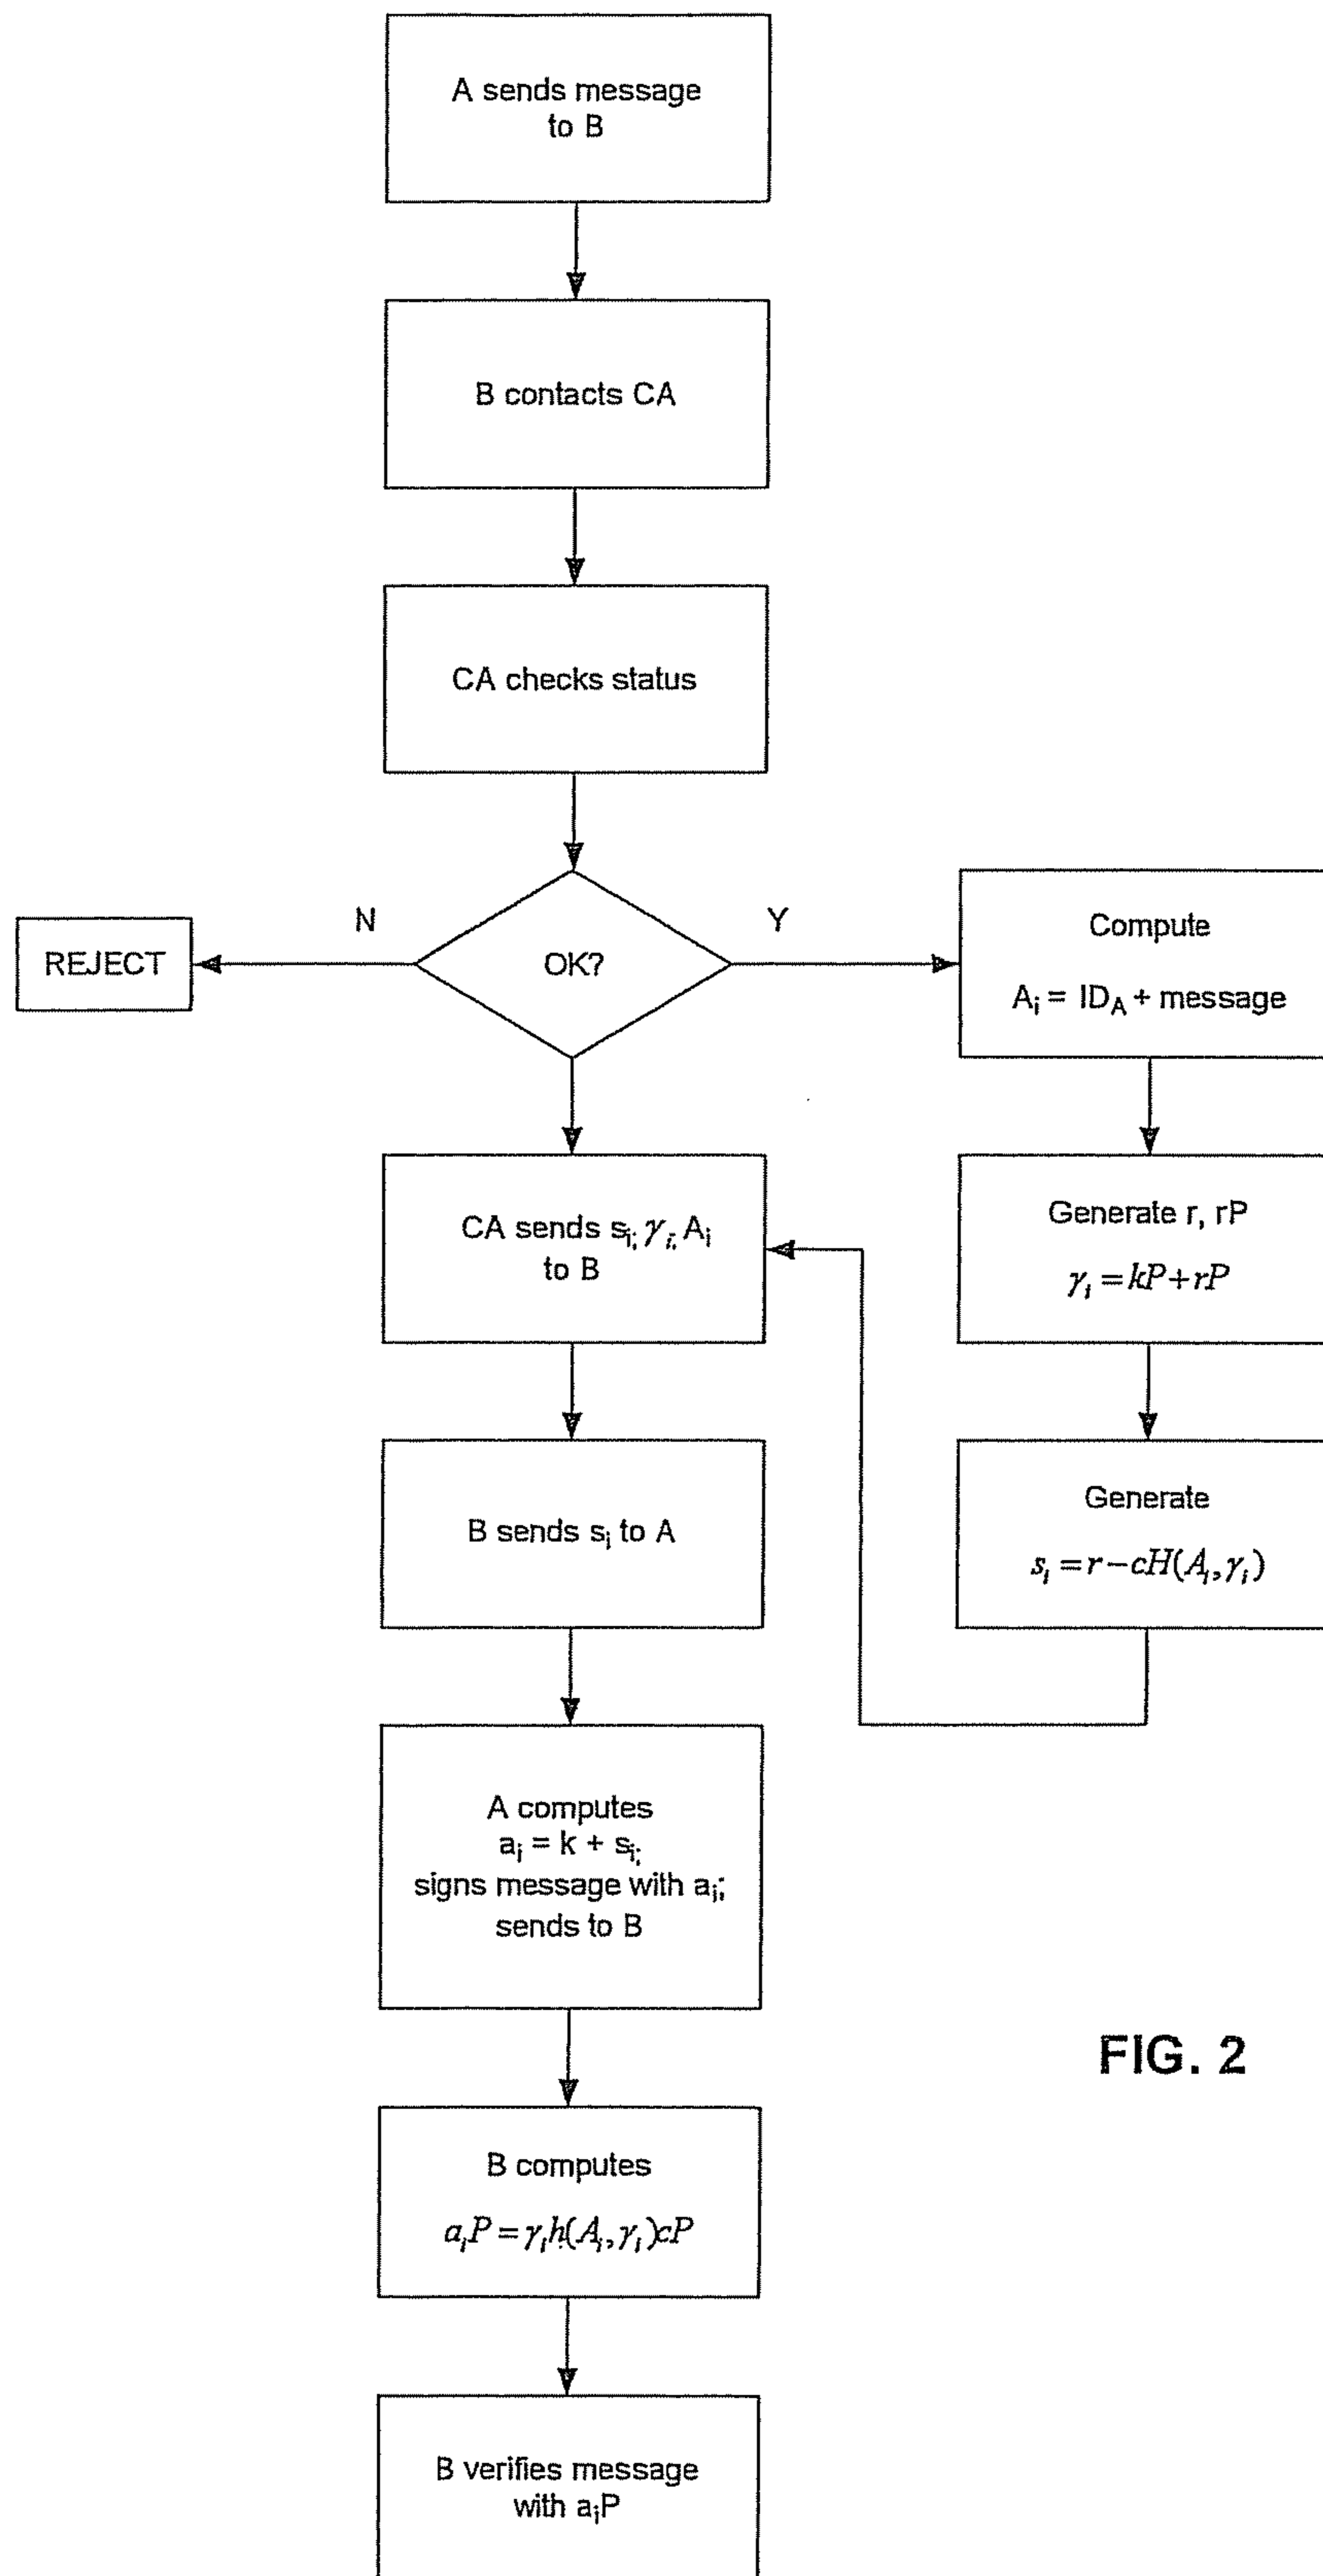 A sends message
to B
B contacts CA
CA checks status
N
Y
REJECT
OK?
Compute
Aᵢ = ID_A + message
CA sends sᵢ; γᵢ; Aᵢ
to B
Generate r, rP
γᵢ = kP+rP
B sends sᵢ to A
Generate
sᵢ = r−cH(Aᵢ,γᵢ)
A computes
aᵢ = k + sᵢ;
signs message with aᵢ;
sends to B
FIG. 2
B computes
aᵢP = γᵢh(Aᵢ,γᵢ)cP
B verifies message
with aᵢP